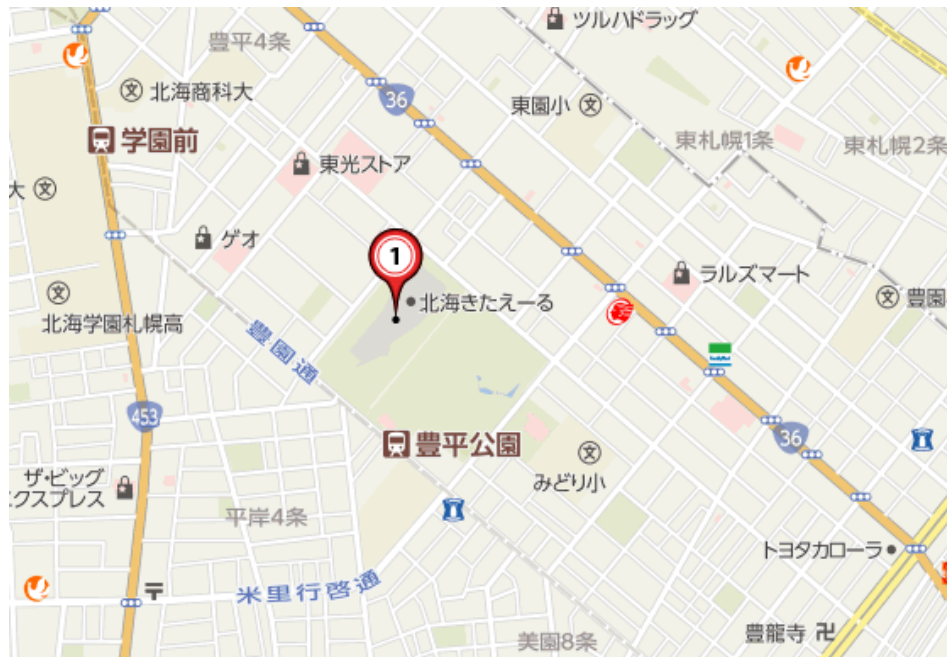 ツルハドラッグ
豊平4条
北海商科大
36
東園小
東札幌1条
東札幌2条
学園前
東光ストア
大
ゲオ
1
ラルズマート
北海きたえーる
豊園
北海学園札幌高
豊園通
FamilyMart
453
36
豊平公園
みどり小
ザ・ビッグ
エクスプレス
平岸4条
トヨタカローラ
米里行啓通
美園8条
豊龍寺